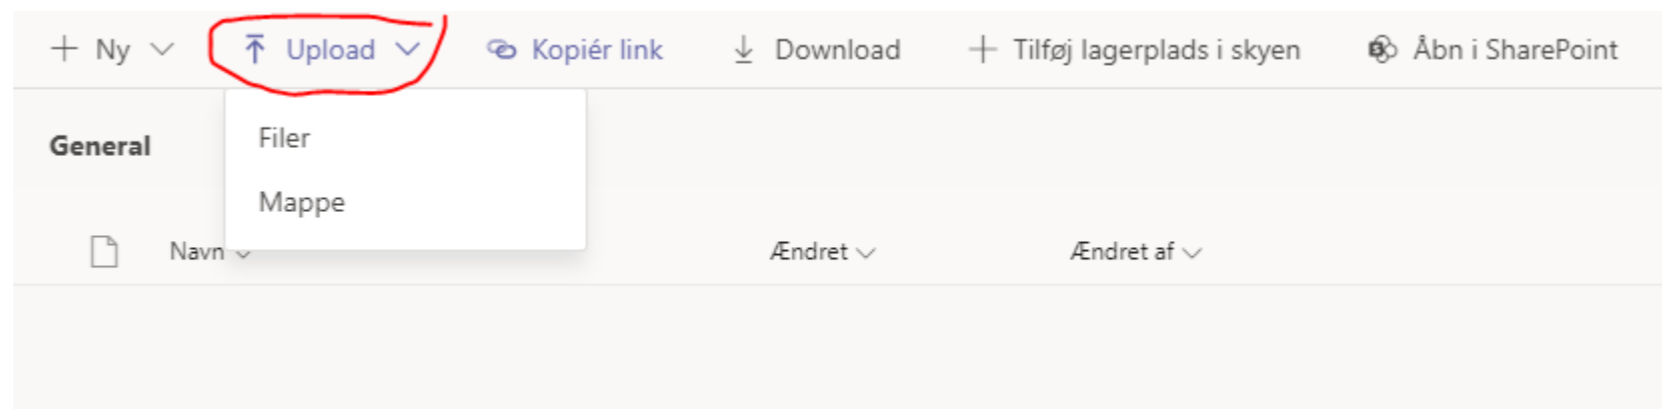 Ny Upload Kopiér link Download Tilføj lagerplads i skyen Åbn i SharePoint
General
Filer
Mappe
Navn Ændret Ændret af